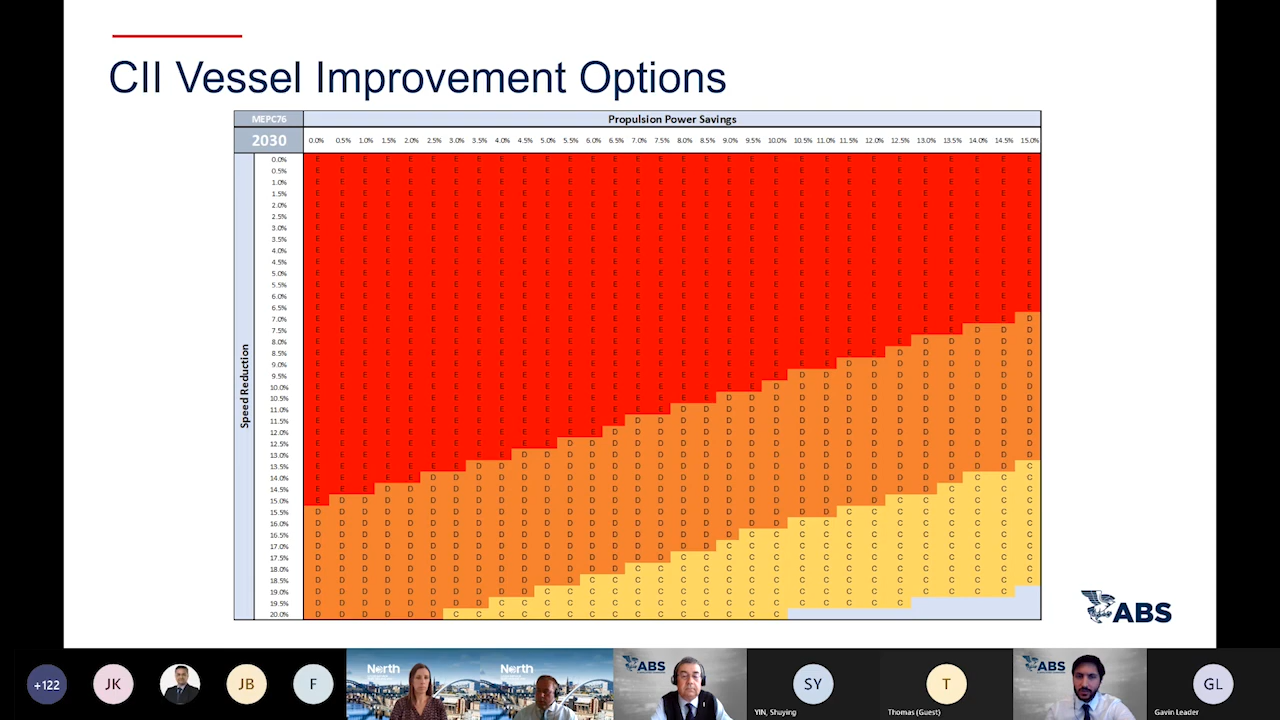 CII Vessel Improvement Options
MEPC76 Propulsion Power Savings
2030 0.0% 0.5% 1.0% 1.5% 2.0% 2.5% 3.0% 3.5% 4.0% 4.5% 5.0% 5.5% 6.0% 6.5% 7.0% 7.5% 8.0% 8.5% 9.0% 9.5% 10.0% 10.5% 11.0% 11.5% 12.0% 12.5% 13.0% 13.5% 14.0% 14.5% 15.0%
Speed Reduction
0.0% E E E E E E E E E E E E E E E E E E E E E E E E E E E E E E E
0.5% E E E E E E E E E E E E E E E E E E E E E E E E E E E E E E E
1.0% E E E E E E E E E E E E E E E E E E E E E E E E E E E E E E E
1.5% E E E E E E E E E E E E E E E E E E E E E E E E E E E E E E E
2.0% E E E E E E E E E E E E E E E E E E E E E E E E E E E E E E E
2.5% E E E E E E E E E E E E E E E E E E E E E E E E E E E E E E E
3.0% E E E E E E E E E E E E E E E E E E E E E E E E E E E E E E E
3.5% E E E E E E E E E E E E E E E E E E E E E E E E E E E E E E E
4.0% E E E E E E E E E E E E E E E E E E E E E E E E E E E E E E E
4.5% E E E E E E E E E E E E E E E E E E E E E E E E E E E E E E E
5.0% E E E E E E E E E E E E E E E E E E E E E E E E E E E E E E E
5.5% E E E E E E E E E E E E E E E E E E E E E E E E E E E E E E E
6.0% E E E E E E E E E E E E E E E E E E E E E E E E E E E E E E E
6.5% E E E E E E E E E E E E E E E E E E E E E E E E E E E E E E E
7.0% E E E E E E E E E E E E E E E E E E E E E E E E E E E E E E D
7.5% E E E E E E E E E E E E E E E E E E E E E E E E E E E E D D D
8.0% E E E E E E E E E E E E E E E E E E E E E E E E E E D D D D D
8.5% E E E E E E E E E E E E E E E E E E E E E E E E E D D D D D D
9.0% E E E E E E E E E E E E E E E E E E E E E E E D D D D D D D D
9.5% E E E E E E E E E E E E E E E E E E E E E D D D D D D D D D D
10.0% E E E E E E E E E E E E E E E E E E E E D D D D D D D D D D D
10.5% E E E E E E E E E E E E E E E E E E D D D D D D D D D D D D D
11.0% E E E E E E E E E E E E E E E E D D D D D D D D D D D D D D D
11.5% E E E E E E E E E E E E E E D D D D D D D D D D D D D D D D D
12.0% E E E E E E E E E E E E E D D D D D D D D D D D D D D D D D D
12.5% E E E E E E E E E E E D D D D D D D D D D D D D D D D D D D D
13.0% E E E E E E E E E D D D D D D D D D D D D D D D D D D D D D D
13.5% E E E E E E E D D D D D D D D D D D D D D D D D D D D D D D C
14.0% E E E E E D D D D D D D D D D D D D D D D D D D D D D D C C C
14.5% E E E D D D D D D D D D D D D D D D D D D D D D D D D C C C C
15.0% E D D D D D D D D D D D D D D D D D D D D D D D D C C C C C C
15.5% D D D D D D D D D D D D D D D D D D D D D D D C C C C C C C C
16.0% D D D D D D D D D D D D D D D D D D D D D C C C C C C C C C C
16.5% D D D D D D D D D D D D D D D D D D D C C C C C C C C C C C C
17.0% D D D D D D D D D D D D D D D D D D C C C C C C C C C C C C C
17.5% D D D D D D D D D D D D D D D D C C C C C C C C C C C C C C C
18.0% D D D D D D D D D D D D D D C C C C C C C C C C C C C C C C C
18.5% D D D D D D D D D D D D C C C C C C C C C C C C C C C C C C C
19.0% D D D D D D D D D D C C C C C C C C C C C C C C C C C C C C
19.5% D D D D D D D D C C C C C C C C C C C C C C C C C C
20.0% D D D D D D C C C C C C C C C C C C C C C
ABS
+122 JK JB F North North ABS SY T ABS GL
YIN, Shuying Thomas (Guest) Gavin Leader